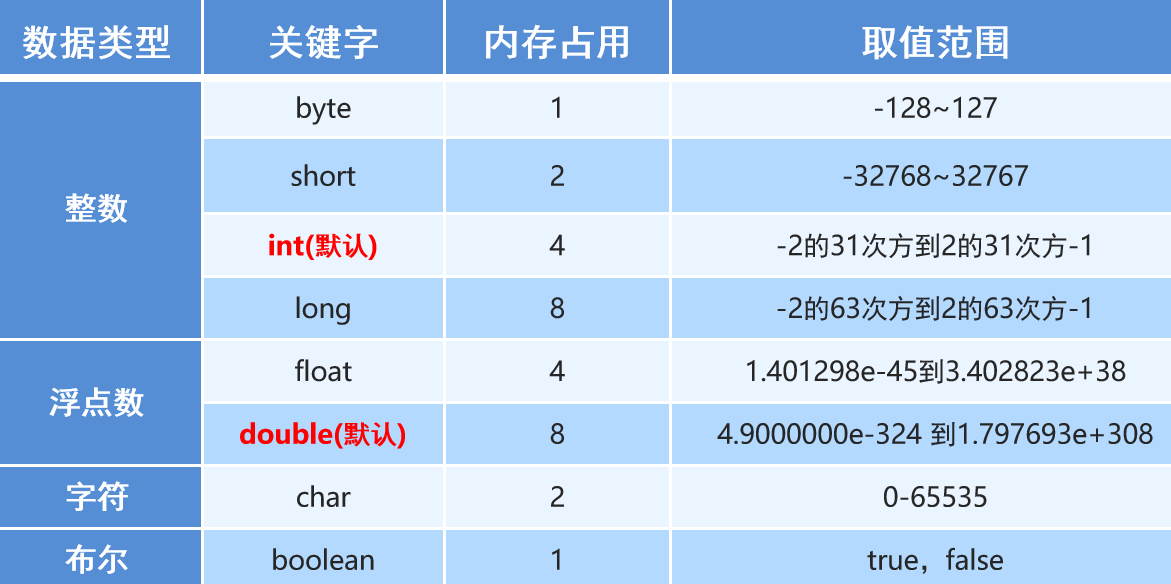 数据类型 关键字 内存占用 取值范围
整数 byte 1 -128~127
short 2 -32768~32767
int(默认) 4 -2的31次方到2的31次方-1
long 8 -2的63次方到2的63次方-1
浮点数 float 4 1.401298e-45到3.402823e+38
double(默认) 8 4.9000000e-324 到1.797693e+308
字符 char 2 0-65535
布尔 boolean 1 true，false